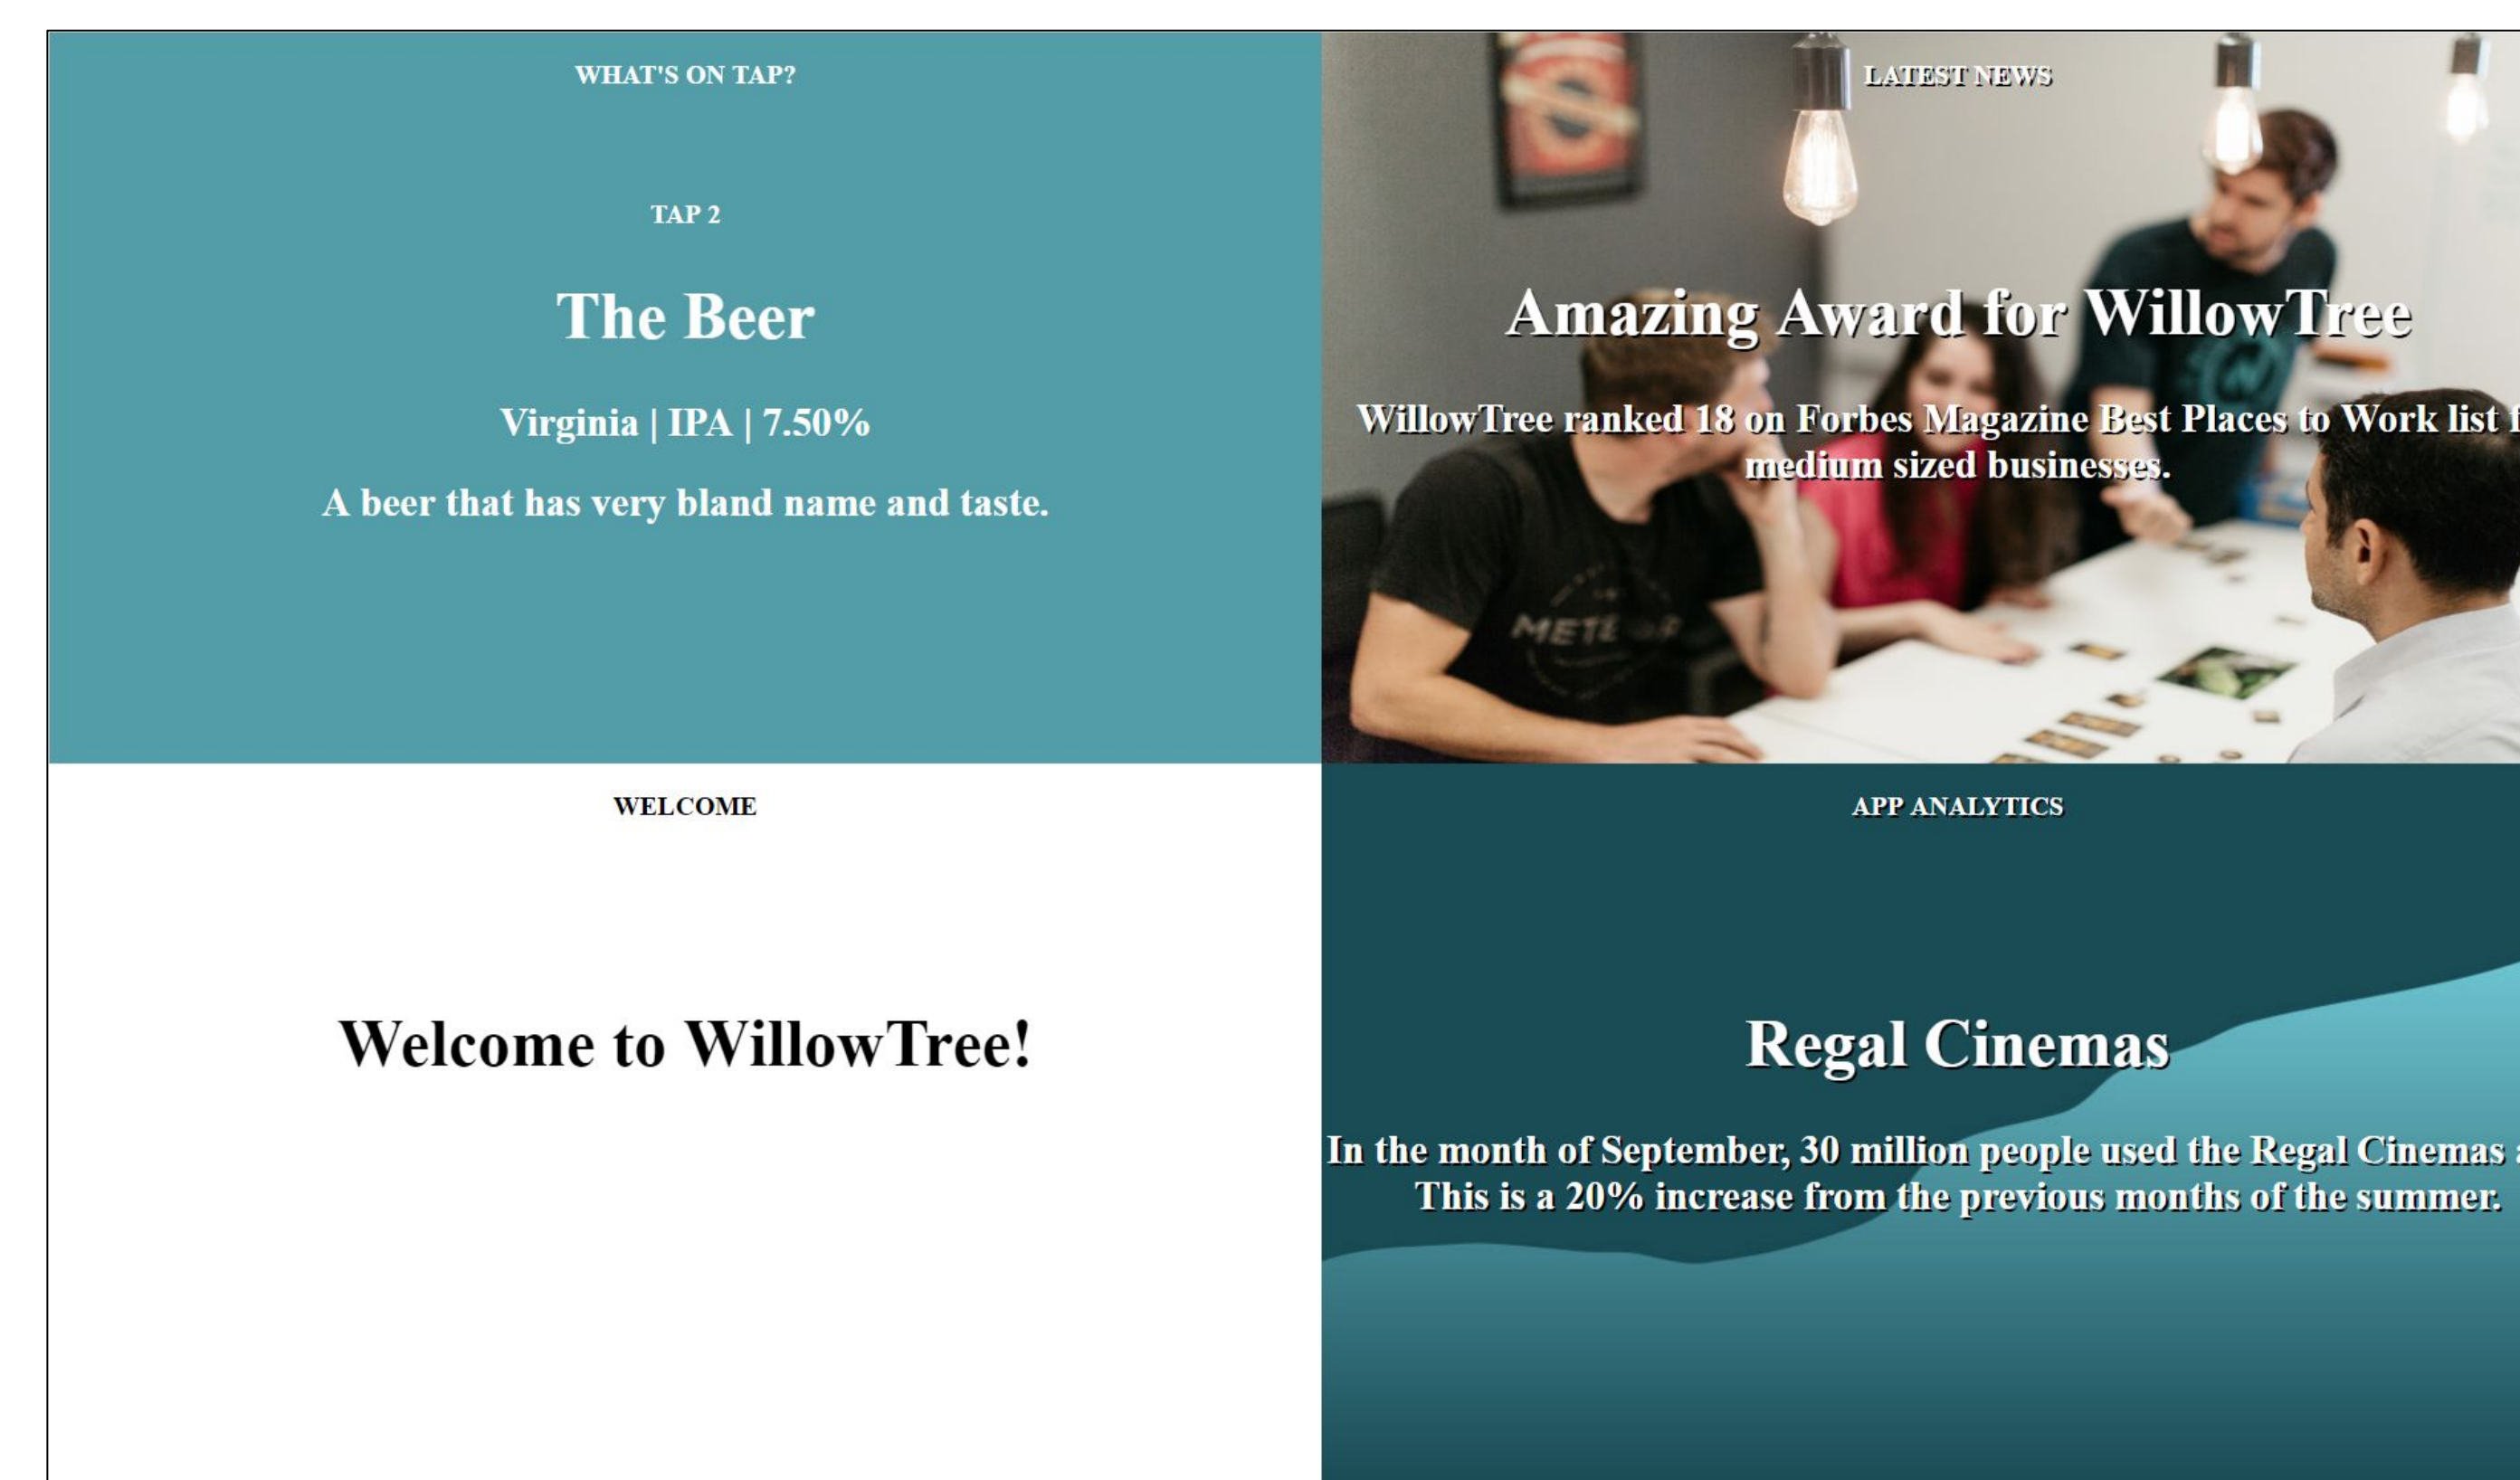 WHAT'S ON TAP?
TAP 2
The Beer
Virginia | IPA | 7.50%
A beer that has very bland name and taste.
LATEST NEWS
Amazing Award for WillowTree
WillowTree ranked 18 on Forbes Magazine Best Places to Work list
medium sized businesses.
WELCOME
Welcome to WillowTree!
APP ANALYTICS
Regal Cinemas
In the month of September, 30 million people used the Regal Cinemas
This is a 20% increase from the previous months of the summer.